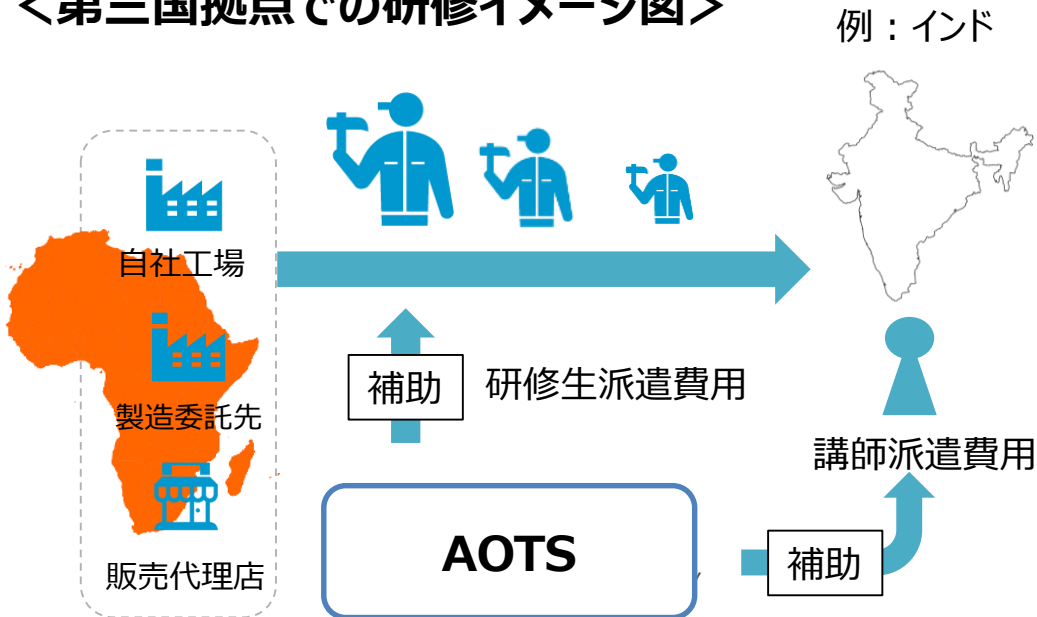 ＜第三国拠点での研修イメージ図＞
例：インド
自社工場
製造委託先
販売代理店
補助
研修生派遣費用
講師派遣費用
AOTS
補助